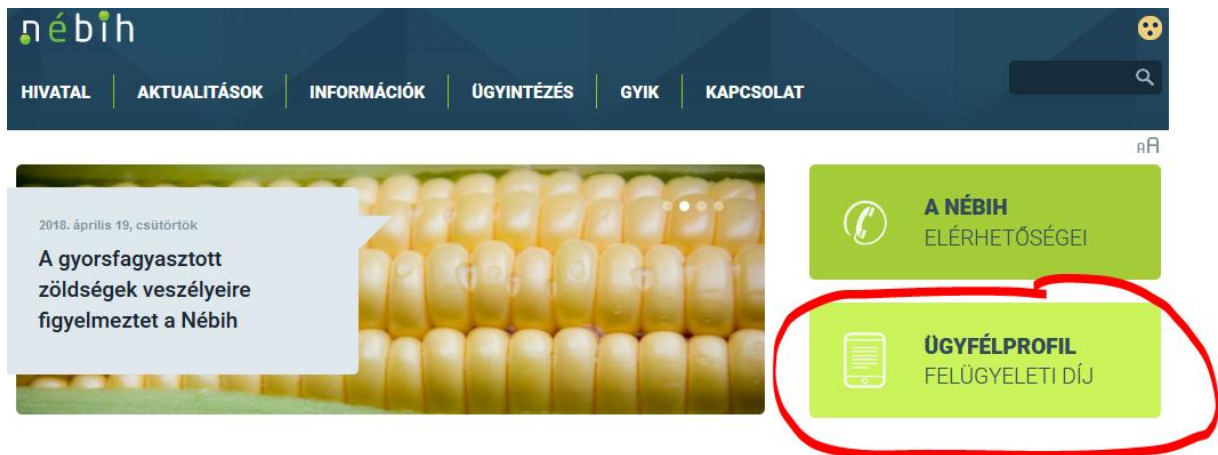 nébih
HIVATAL
AKTUALITÁSOK
INFORMÁCIÓK
ÜGYINTÉZÉS
GYIK
KAPCSOLAT
AA
2018. április 19, csütörtök
A gyorsfagyasztott
zöldségek veszélyeire
figyelmeztet a Nébih
A NÉBIH
ELÉRHETŐSÉGEI
ÜGYFÉLPROFIL
FELÜGYELETI DÍJ